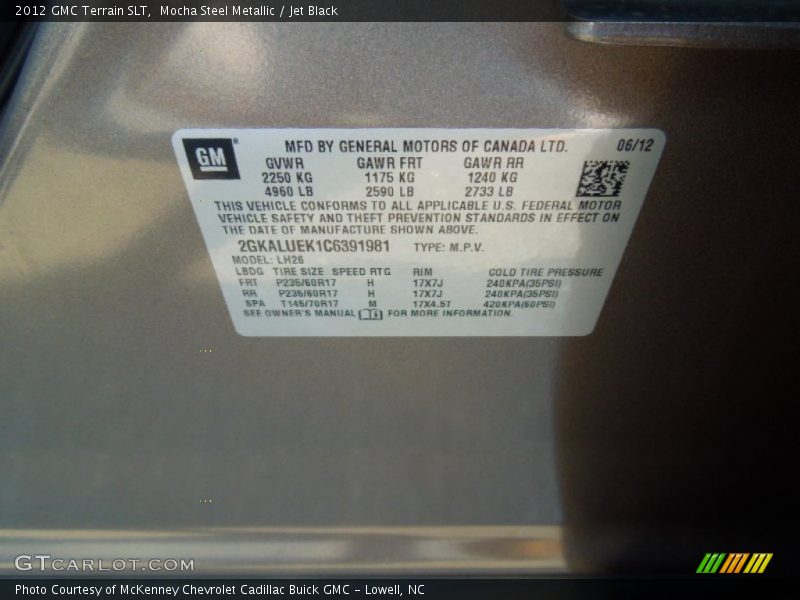 2012 GMC Terrain SLT, Mocha Steel Metallic / Jet Black
GM
MFD BY GENERAL MOTORS OF CANADA LTD. 06/12
GVWR GAWR FRT GAWR RR
2250 KG 1175 KG 1240 KG
4960 LB 2590 LB 2733 LB
THIS VEHICLE CONFORMS TO ALL APPLICABLE U.S. FEDERAL MOTOR
VEHICLE SAFETY AND THEFT PREVENTION STANDARDS IN EFFECT ON
THE DATE OF MANUFACTURE SHOWN ABOVE.
2GKALUEK1C6391981 TYPE: M.P.V.
MODEL: LH26
LBDG TIRE SIZE SPEED RTG RIM COLD TIRE PRESSURE
FRT P235/60R17 H 17X7J 240KPA(35PSI)
RR P235/60R17 H 17X7J 240KPA(35PSI)
SPA T145/70R17 M 17X4.5T 420KPA(60PSI)
SEE OWNER'S MANUAL FOR MORE INFORMATION.
GTCARLOT.COM
Photo Courtesy of McKenney Chevrolet Cadillac Buick GMC - Lowell, NC